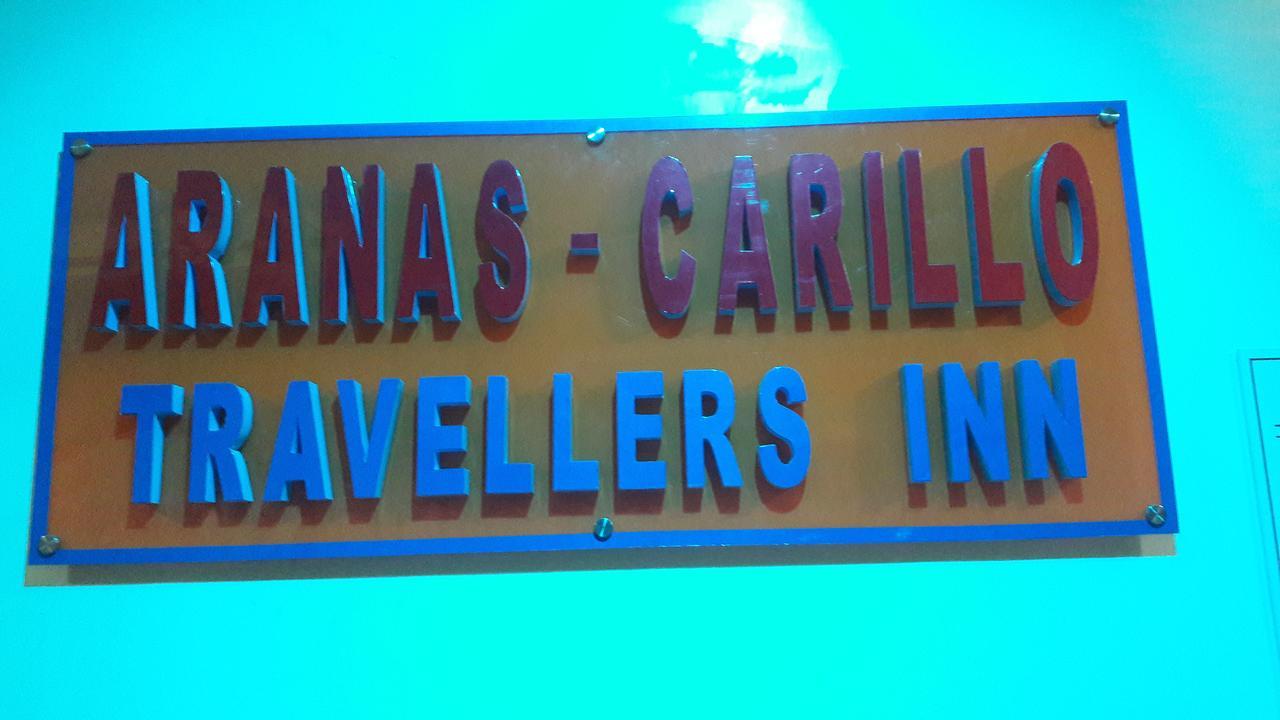 ARANAS - CARILLO
TRAVELLERS INN